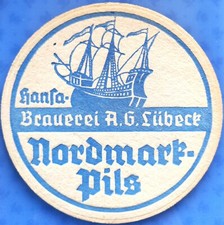 Hansa-
Brauerei A.G. Lübeck
Nordmark-
Pils